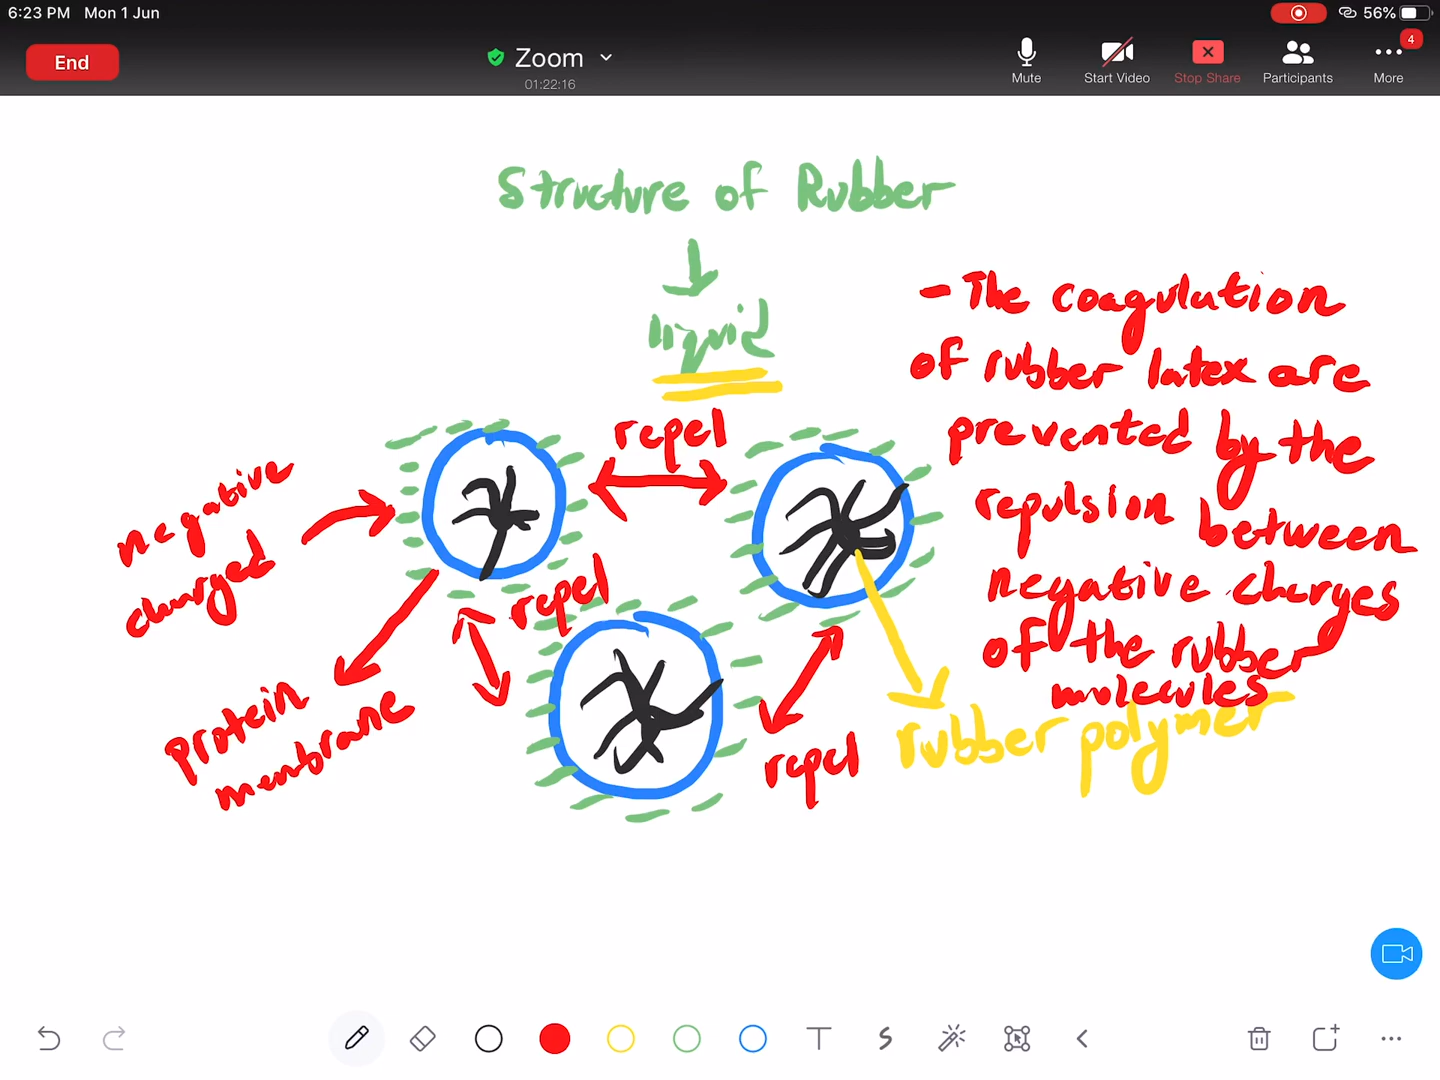 6:23 PM Mon 1 Jun
56%
End
Zoom
01:22:16
Mute
Start Video
Stop Share
Participants
4
More
Structure of Rubber
liquid
- The coagulation
of rubber latex are
prevented by the
repulsion between
negative charges
of the rubber
molecules
repel
negative
charged
repel
protein
membrane
repel
rubber polymer
T